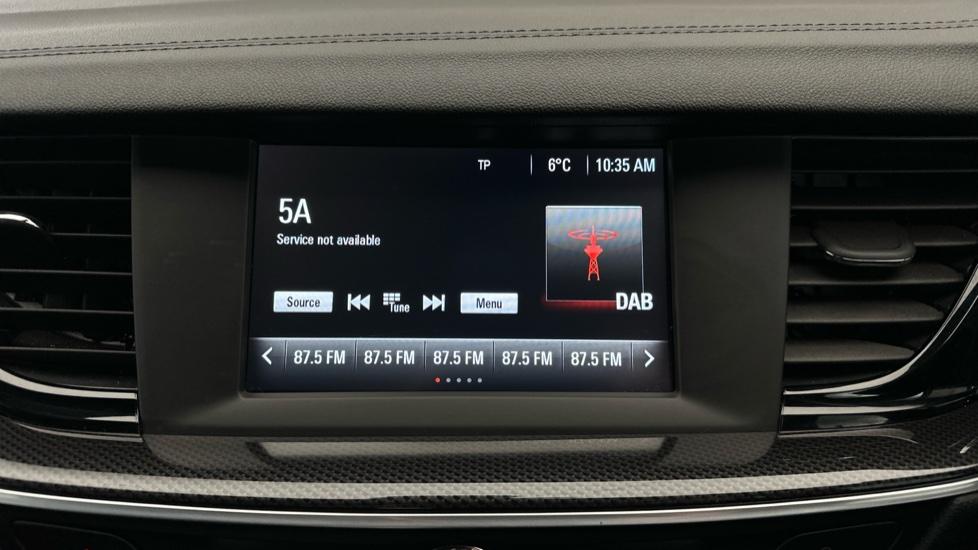 TP 6°C 10:35 AM
5A
Service not available
Source Tune Menu
DAB
87.5 FM 87.5 FM 87.5 FM 87.5 FM 87.5 FM